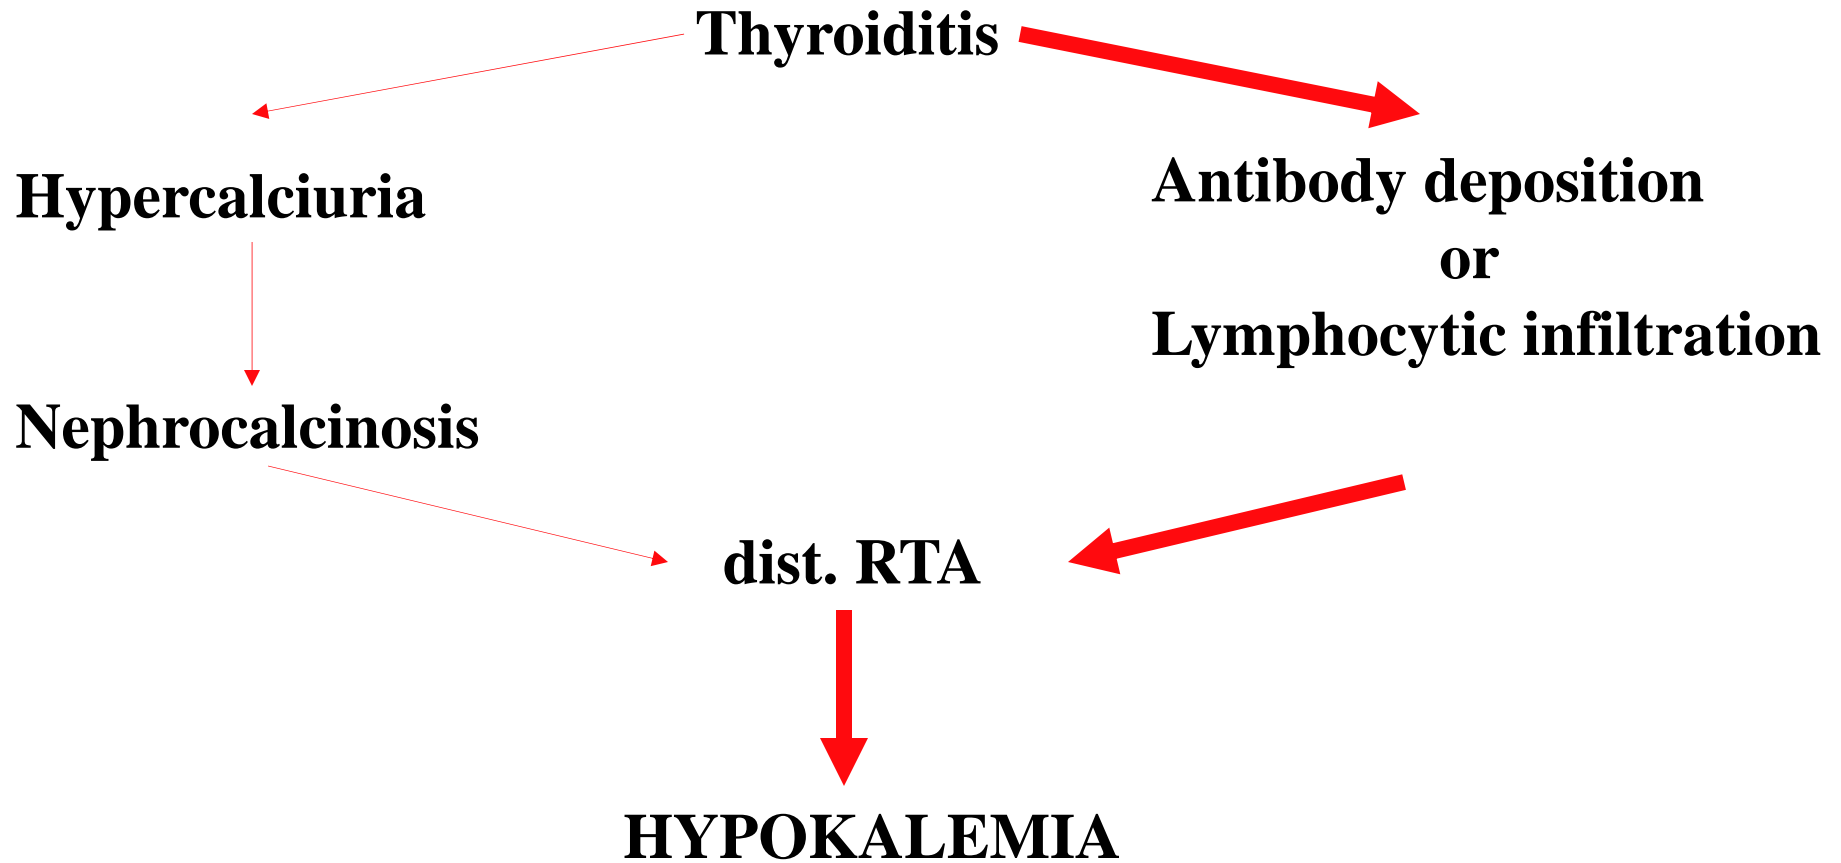 Thyroiditis
Hypercalciuria
Antibody deposition
or
Lymphocytic infiltration
Nephrocalcinosis
dist. RTA
HYPOKALEMIA